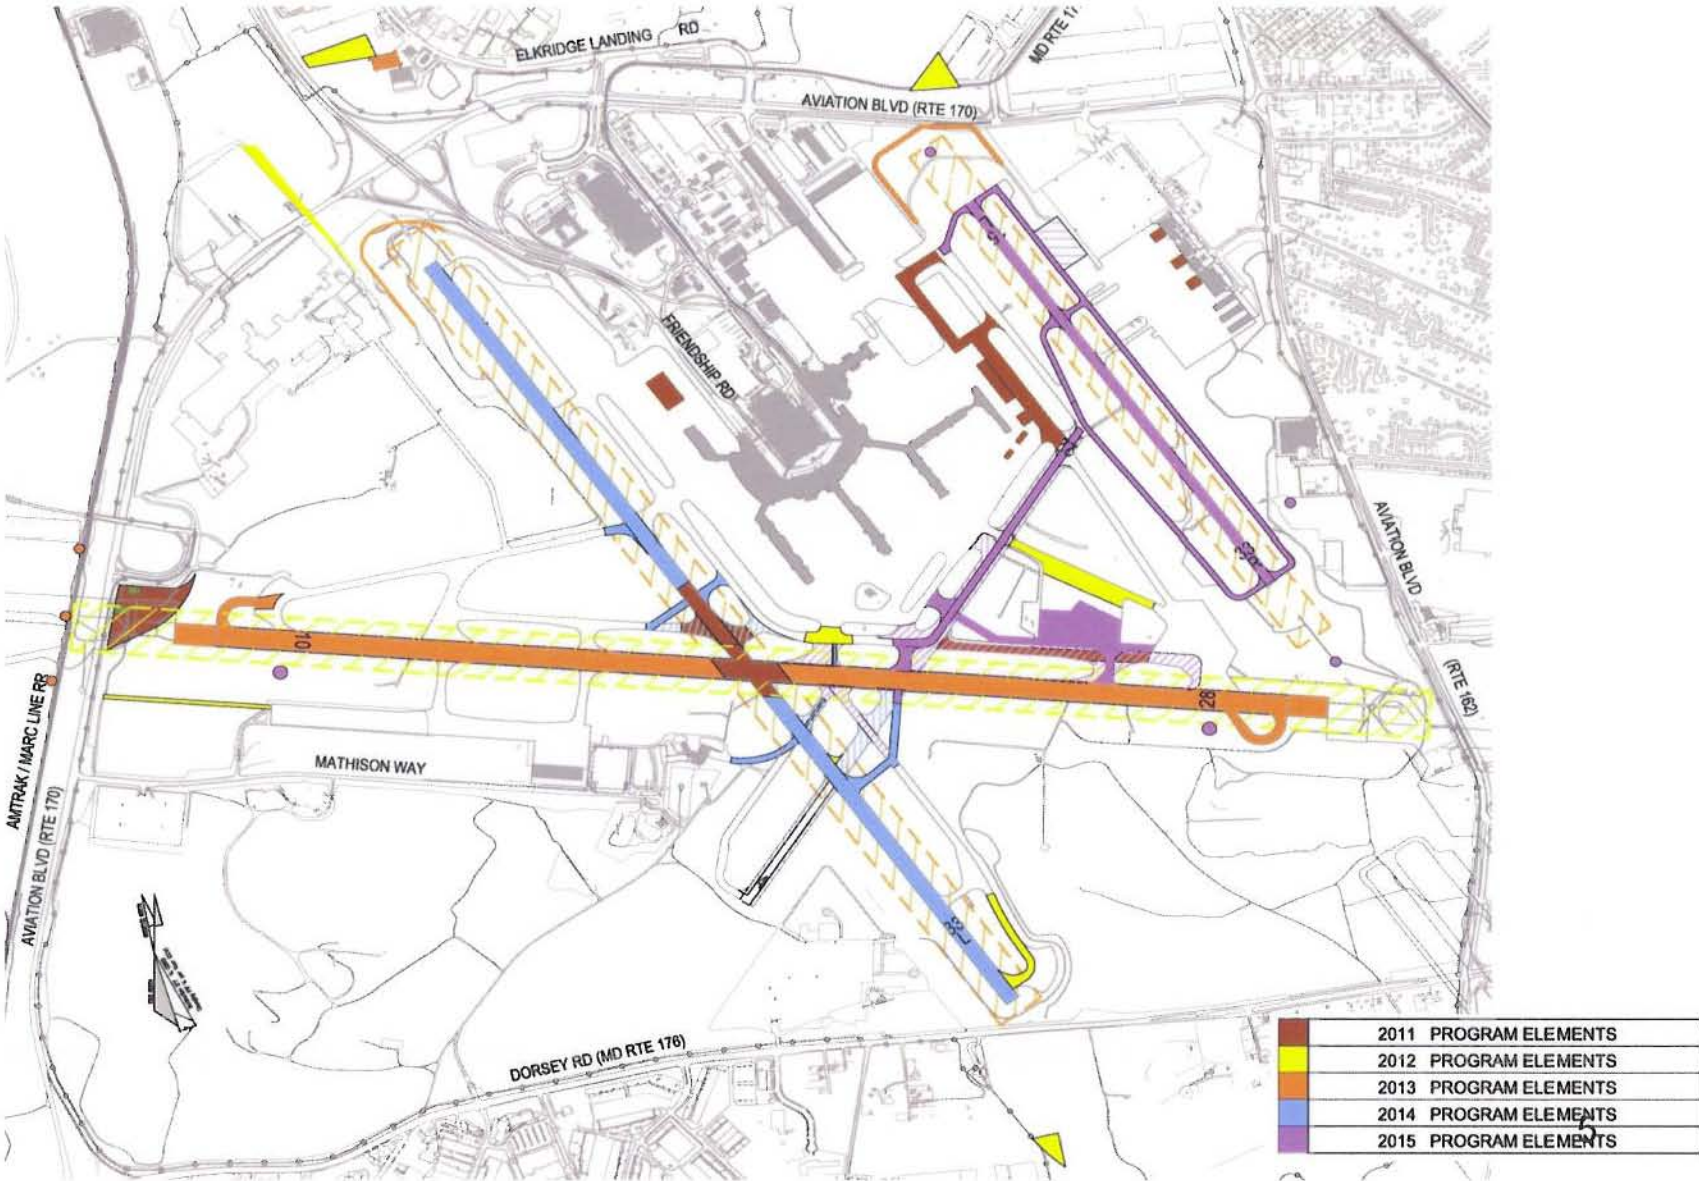 ELKRIDGE LANDING RD
AVIATION BLVD (RTE 170)
FRIENDSHIP RD
AVIATION BLVD
(RTE 162)
10
28
AMTRAK / MARC LINE RR
AVIATION BLVD (RTE 170)
MATHISON WAY
33L
DORSEY RD (MD RTE 176)
2011 PROGRAM ELEMENTS
2012 PROGRAM ELEMENTS
2013 PROGRAM ELEMENTS
2014 PROGRAM ELEMENTS
2015 PROGRAM ELEMENTS
5